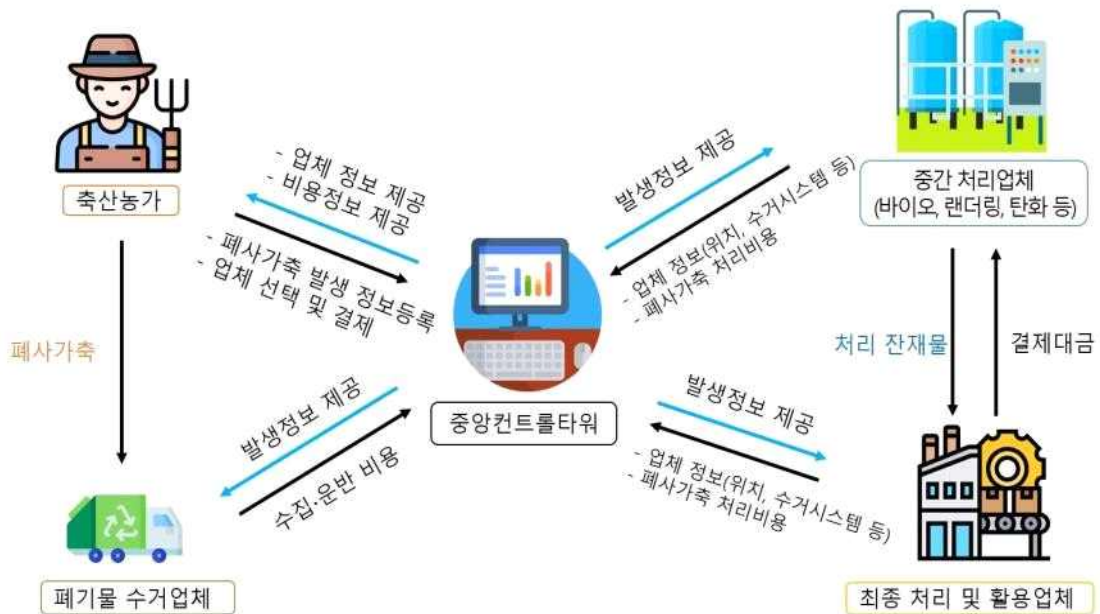 축산농가
- 업체 정보 제공
- 비용정보 제공
- 폐사가축 발생 정보등록
- 업체 선택 및 결제
발생정보 제공
- 업체 정보(위치, 수거시스템 등)
- 폐사가축 처리비용
중간 처리업체
(바이오, 랜더링, 탄화 등)
폐사가축
중앙컨트롤타워
처리 잔재물
결제대금
발생정보 제공
수집·운반 비용
발생정보 제공
- 업체 정보(위치, 수거시스템 등)
- 폐사가축 처리비용
폐기물 수거업체
최종 처리 및 활용업체